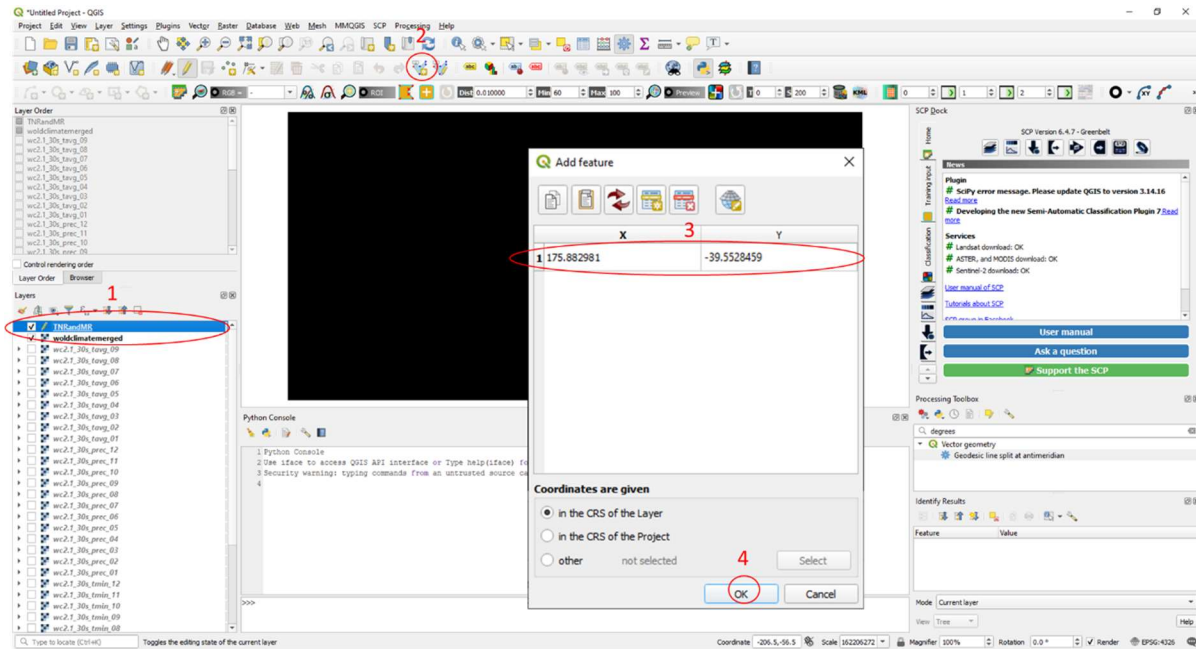 *Untitled Project - QGIS
Project Edit View Layer Settings Plugins Vector Raster Database Web Mesh MMQGIS SCP Processing Help
2
RGB = -
ROI
Dist 0.010000
Min 60
Max 100
Preview
T 0
S 200
KML
0
1
2
XY
Layer Order
TNRandMR
woldclimatemerged
wc2.1_30s_tavg_09
wc2.1_30s_tavg_08
wc2.1_30s_tavg_07
wc2.1_30s_tavg_06
wc2.1_30s_tavg_05
wc2.1_30s_tavg_04
wc2.1_30s_tavg_03
wc2.1_30s_tavg_02
wc2.1_30s_tavg_01
wc2.1_30s_prec_12
wc2.1_30s_prec_11
wc2.1_30s_prec_10
wc2.1_30s_prec_09
Control rendering order
Layer Order Browser
Layers
1
TNRandMR
woldclimatemerged
wc2.1_30s_tavg_09
wc2.1_30s_tavg_08
wc2.1_30s_tavg_07
wc2.1_30s_tavg_06
wc2.1_30s_tavg_05
wc2.1_30s_tavg_04
wc2.1_30s_tavg_03
wc2.1_30s_tavg_02
wc2.1_30s_tavg_01
wc2.1_30s_prec_12
wc2.1_30s_prec_11
wc2.1_30s_prec_10
wc2.1_30s_prec_09
wc2.1_30s_prec_08
wc2.1_30s_prec_07
wc2.1_30s_prec_06
wc2.1_30s_prec_05
wc2.1_30s_prec_04
wc2.1_30s_prec_03
wc2.1_30s_prec_02
wc2.1_30s_prec_01
wc2.1_30s_tmin_12
wc2.1_30s_tmin_11
wc2.1_30s_tmin_10
wc2.1_30s_tmin_09
wc2.1_30s_tmin_08
Python Console
1 Python Console
2 Use iface to access QGIS API interface or Type help(iface) fo
3 Security warning: typing commands from an untrusted source ca
4
>>>
Add feature
X Y
3
1 175.882981 -39.5528459
Coordinates are given
in the CRS of the Layer
in the CRS of the Project
other not selected Select
4
OK Cancel
SCP Dock
Home
Training input
Classification
SCP Version 6.4.7 - Greenbelt
News
Plugin
# SciPy error message. Please update QGIS to version 3.14.16
Read more
# Developing the new Semi-Automatic Classification Plugin 7 Read
more
Services
# Landsat download: OK
# ASTER, and MODIS download: OK
# Sentinel-2 download: OK
User manual of SCP
Tutorials about SCP
SCP group in Facebook
User manual
Ask a question
Support the SCP
Processing Toolbox
degrees
Vector geometry
Geodesic line split at antimeridian
Identify Results
Feature Value
Mode Current layer
View Tree Help
Type to locate (Ctrl+K) Toggles the editing state of the current layer Coordinate -206.5,-56.5 Scale 162206272 Magnifier 100% Rotation 0.0 ° Render EPSG:4326